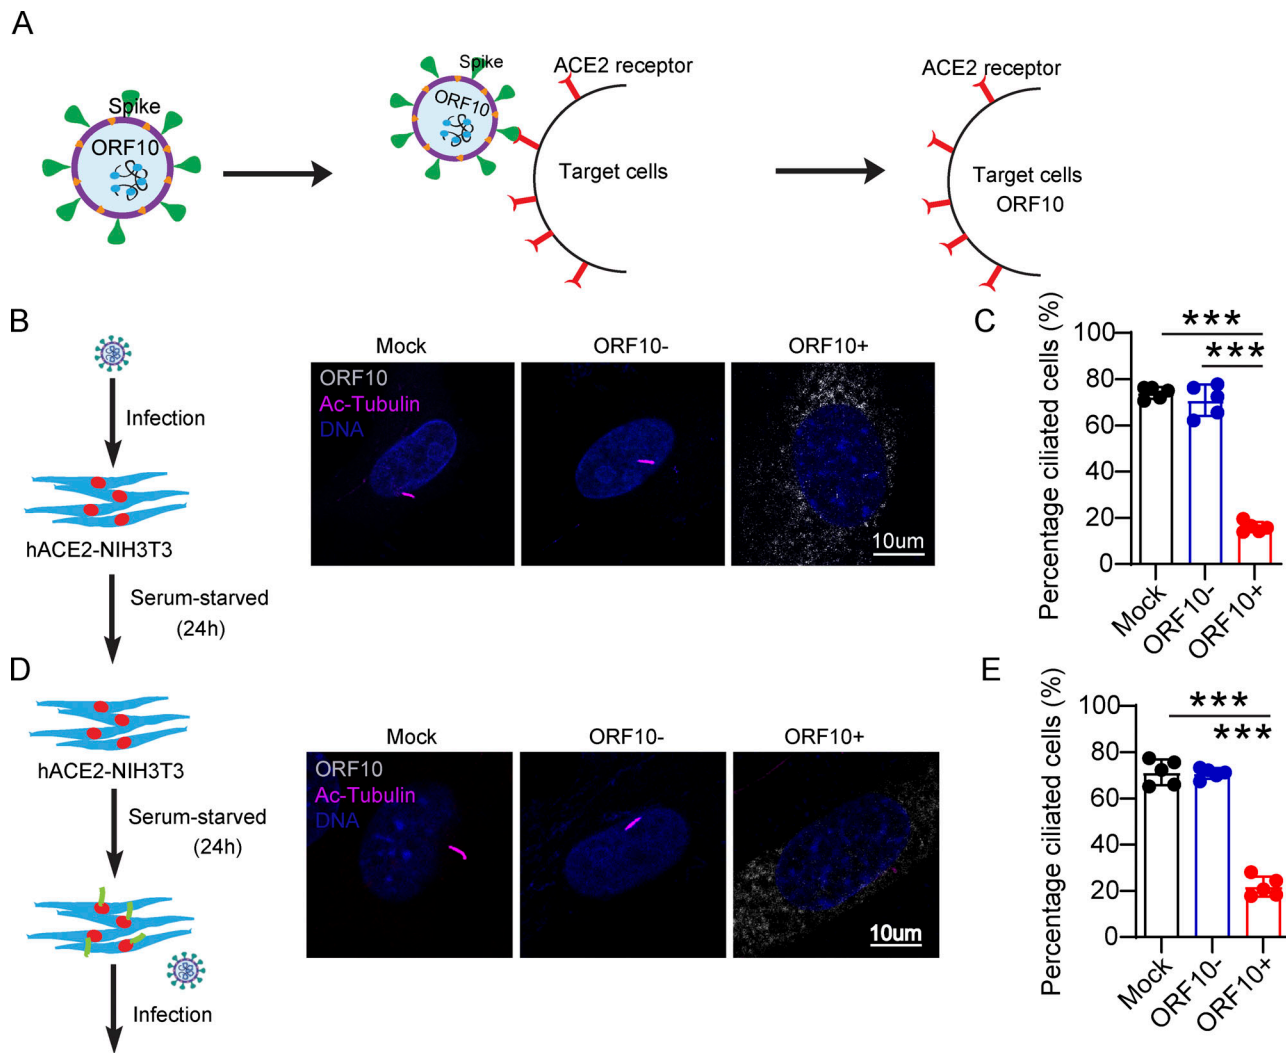 A
Spike
ORF10
Spike
ORF10
ACE2 receptor
Target cells
ACE2 receptor
Target cells
ORF10
B
Infection
hACE2-NIH3T3
Serum-starved
(24h)
Mock
ORF10-
ORF10+
ORF10
Ac-Tubulin
DNA
10um
C
Percentage ciliated cells (%)
100
80
60
40
20
0
***
***
Mock
ORF10-
ORF10+
D
hACE2-NIH3T3
Serum-starved
(24h)
Infection
Mock
ORF10-
ORF10+
ORF10
Ac-Tubulin
DNA
10um
E
Percentage ciliated cells (%)
100
80
60
40
20
0
***
***
Mock
ORF10-
ORF10+